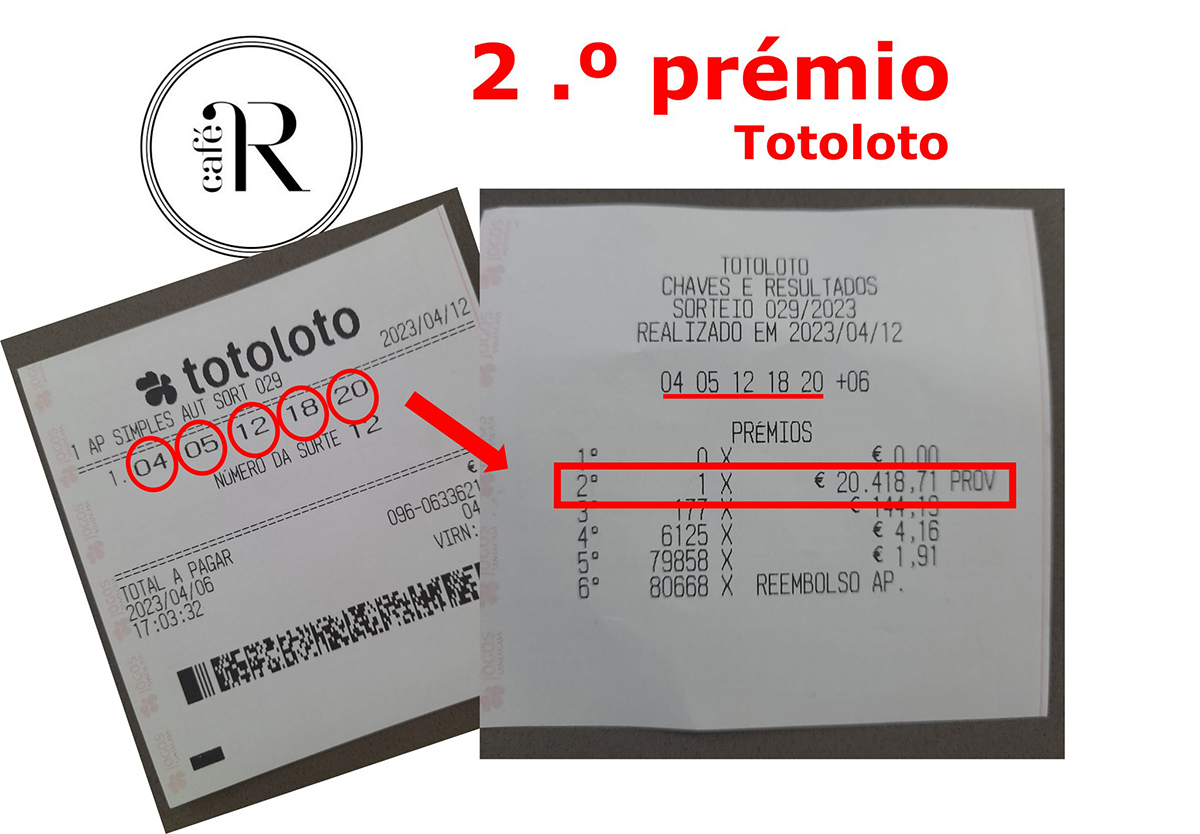 café R
2 .º prémio
Totoloto
totoloto
2023/04/12
1 AP SIMPLES AUT SORT 029
1. 04 05 12 18 20
NÚMERO DA SORTE 12
€
096-0633621
04
VIRN:
TOTAL A PAGAR
2023/04/06
17:03:32
JOGOS
TOTOLOTO
CHAVES E RESULTADOS
SORTEIO 029/2023
REALIZADO EM 2023/04/12
04 05 12 18 20 +06
PRÉMIOS
1º 0 X € 0,00
2º 1 X € 20.418,71 PROV
3º 177 X € 144,13
4º 6125 X € 4,16
5º 79858 X € 1,91
6º 80668 X REEMBOLSO AP.
JOGOS